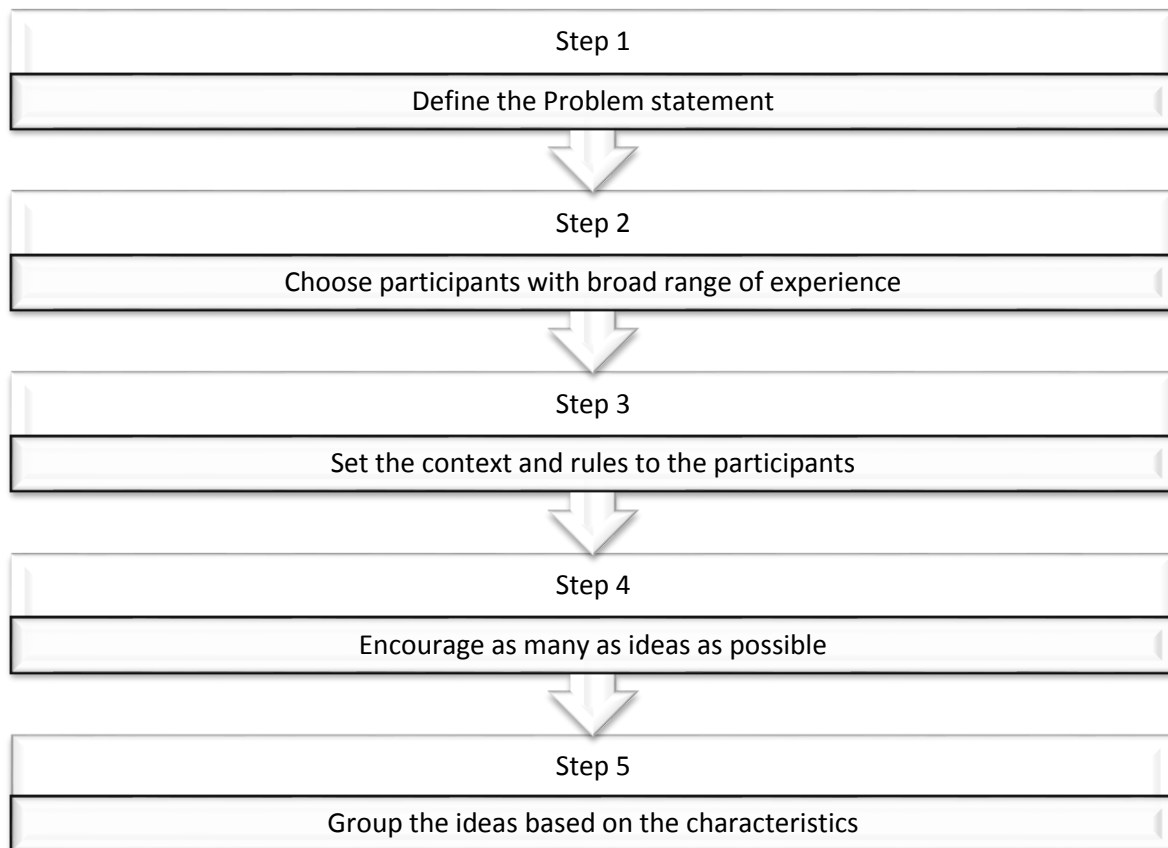 Step 1
Define the Problem statement
Step 2
Choose participants with broad range of experience
Step 3
Set the context and rules to the participants
Step 4
Encourage as many as ideas as possible
Step 5
Group the ideas based on the characteristics